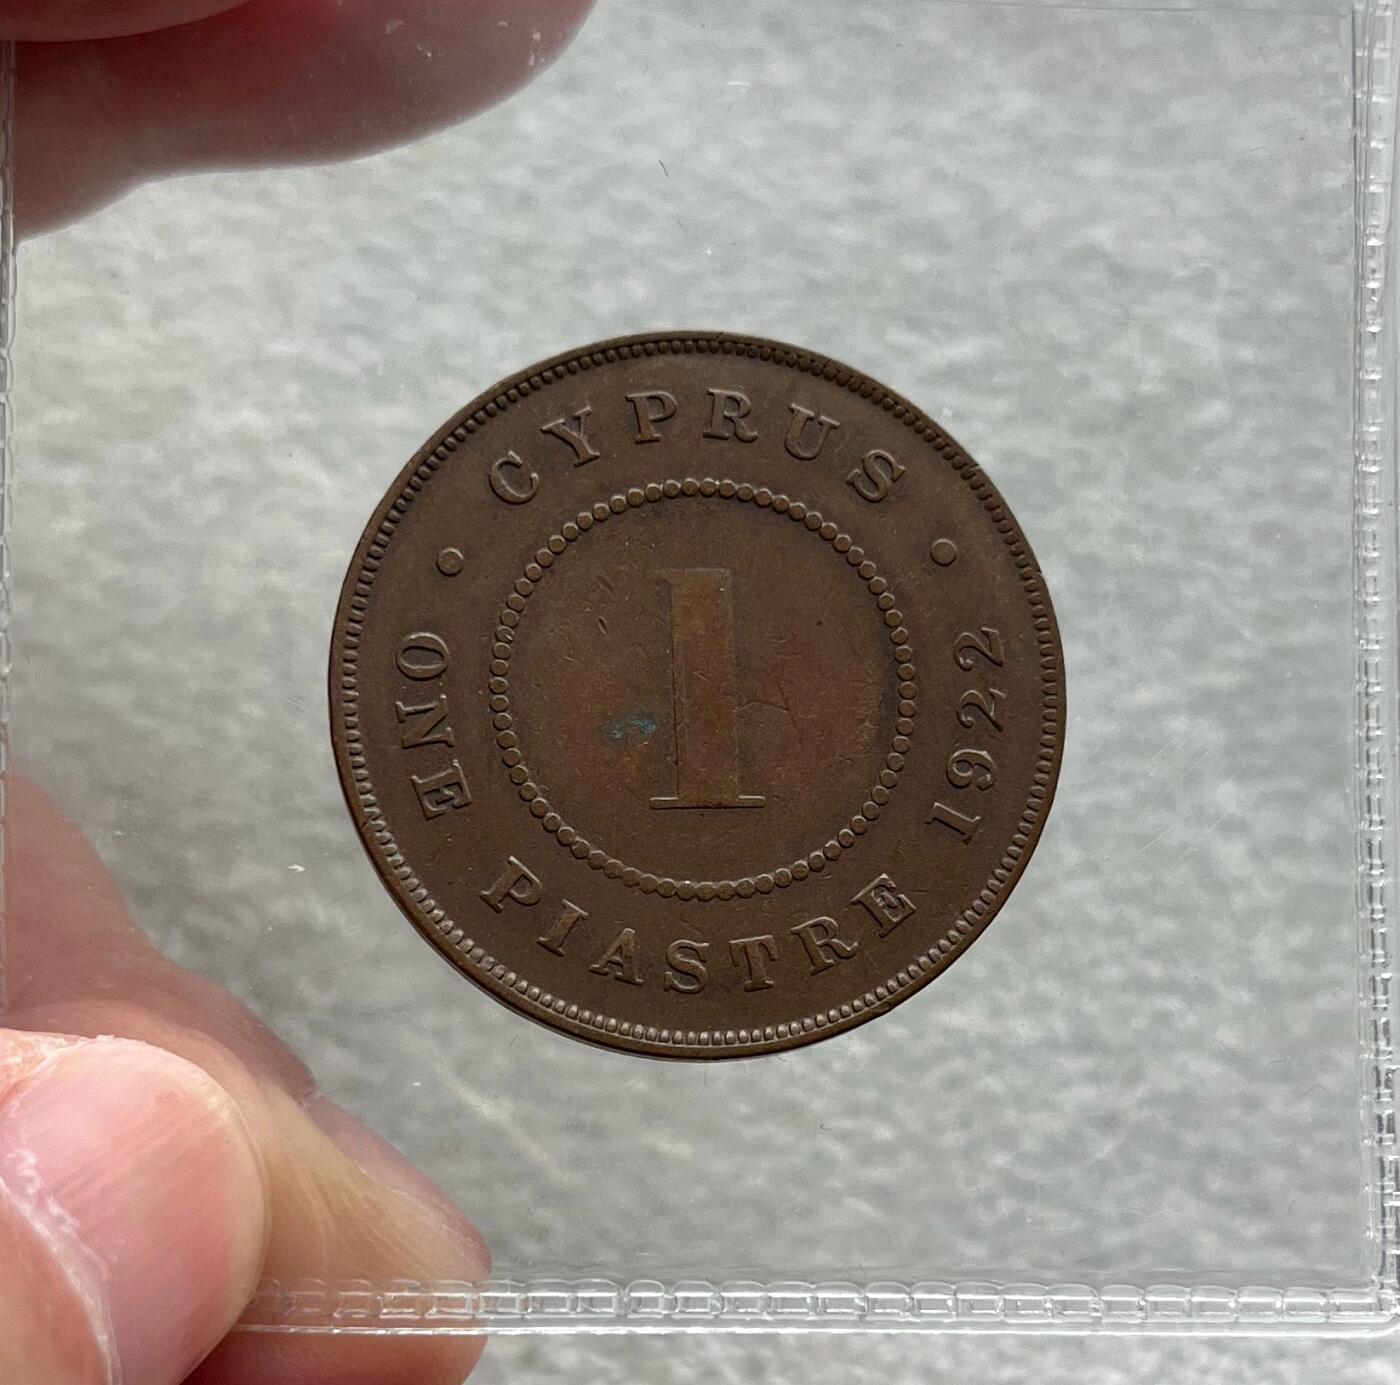 CYPRUS
1922
ONE PIASTRE
1